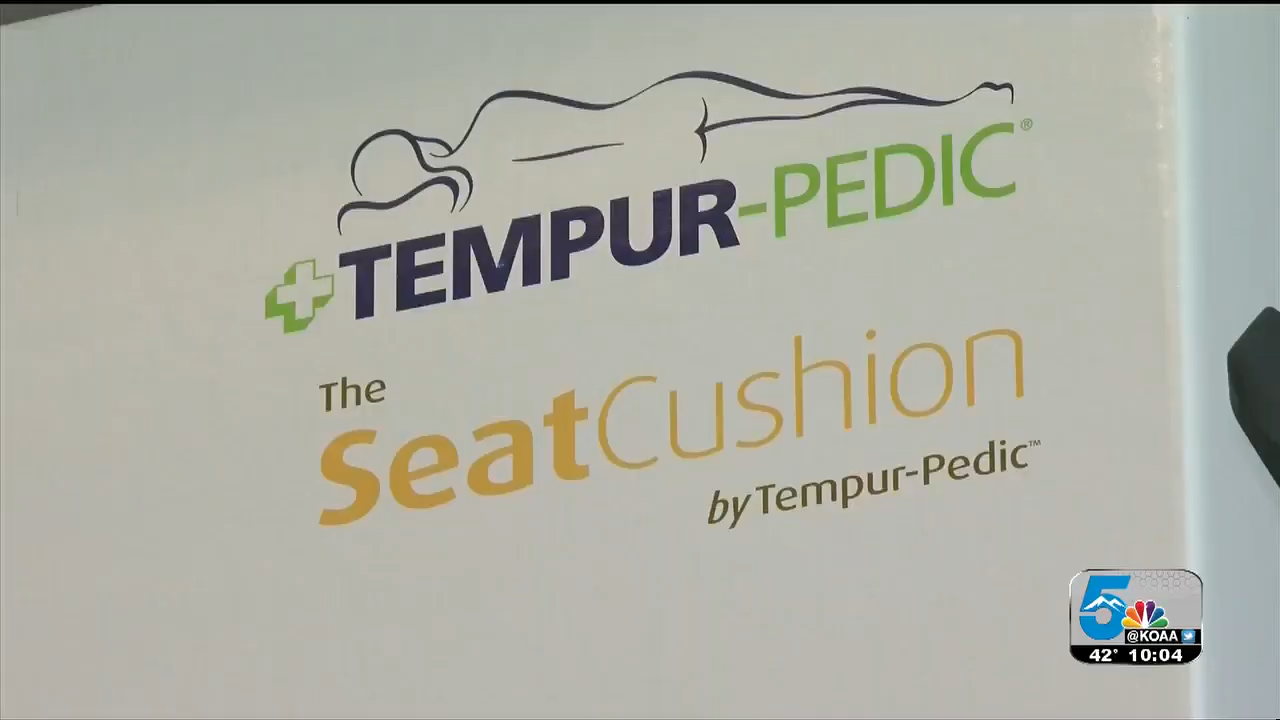 TEMPUR-PEDIC®
The
SeatCushion
by Tempur-Pedic™
5
@KOAA
42° 10:04